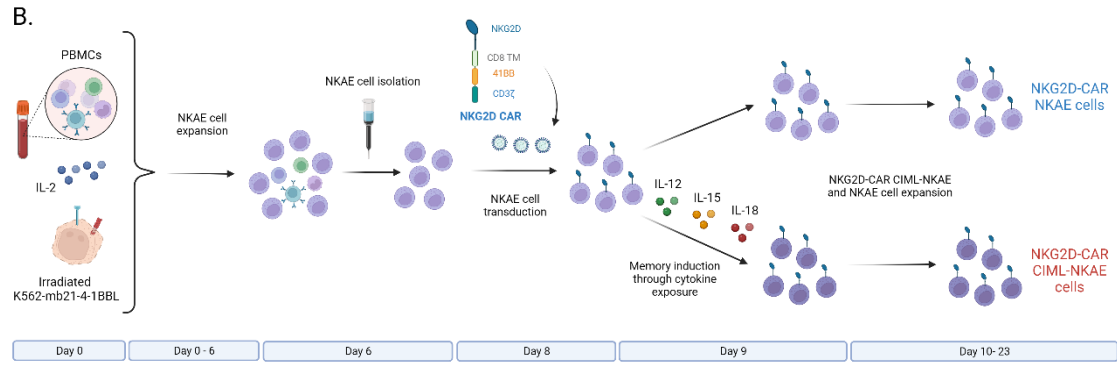 B.
PBMCs
IL-2
Irradiated
K562-mb21-4-1BBL
NKAE cell
expansion
NKAE cell isolation
NKG2D
CD8 TM
41BB
CD3ζ
NKG2D CAR
NKAE cell
transduction
IL-12
IL-15
IL-18
Memory induction
through cytokine
exposure
NKG2D-CAR CIML-NKAE
and NKAE cell expansion
NKG2D-CAR
NKAE cells
NKG2D-CAR
CIML-NKAE
cells
Day 0
Day 0 - 6
Day 6
Day 8
Day 9
Day 10- 23